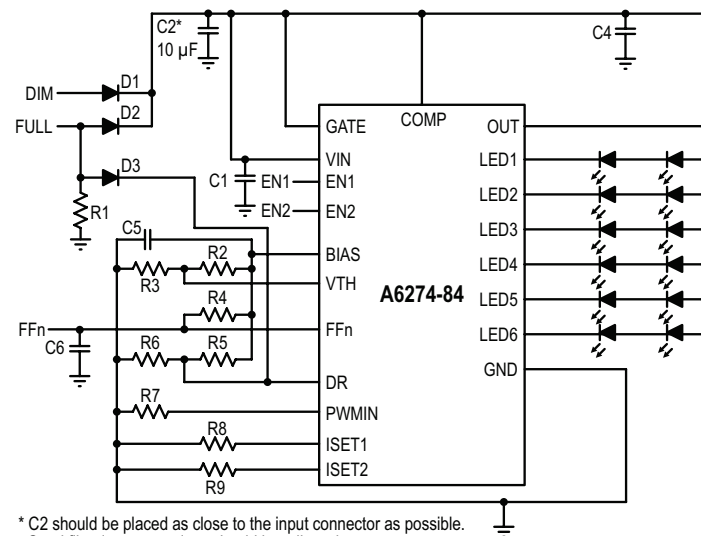 C2*
10 µF
C4
D1
DIM
D2
FULL
D3
R1
C1
EN1
EN2
C5
R2
R3
R4
FFn
C6
R6
R5
R7
R8
R9
GATE
COMP
OUT
VIN
LED1
EN1
LED2
EN2
LED3
BIAS
LED4
VTH
A6274-84
LED5
FFn
LED6
GND
DR
PWMIN
ISET1
ISET2
* C2 should be placed as close to the input connector as possible.